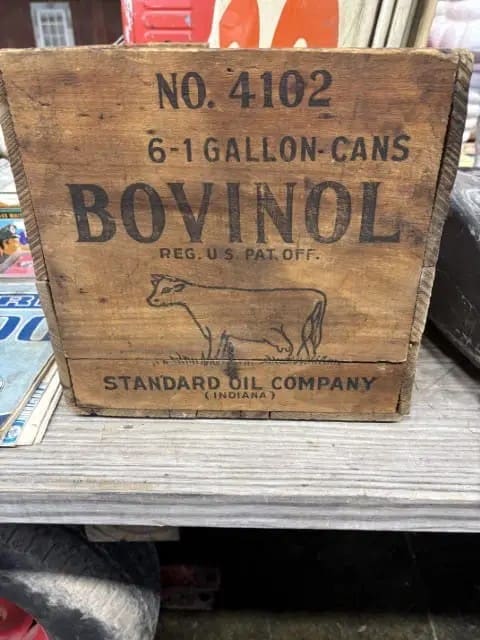 NO. 4102
6-1 GALLON-CANS
BOVINOL
REG. U.S. PAT. OFF.
STANDARD OIL COMPANY
(INDIANA)